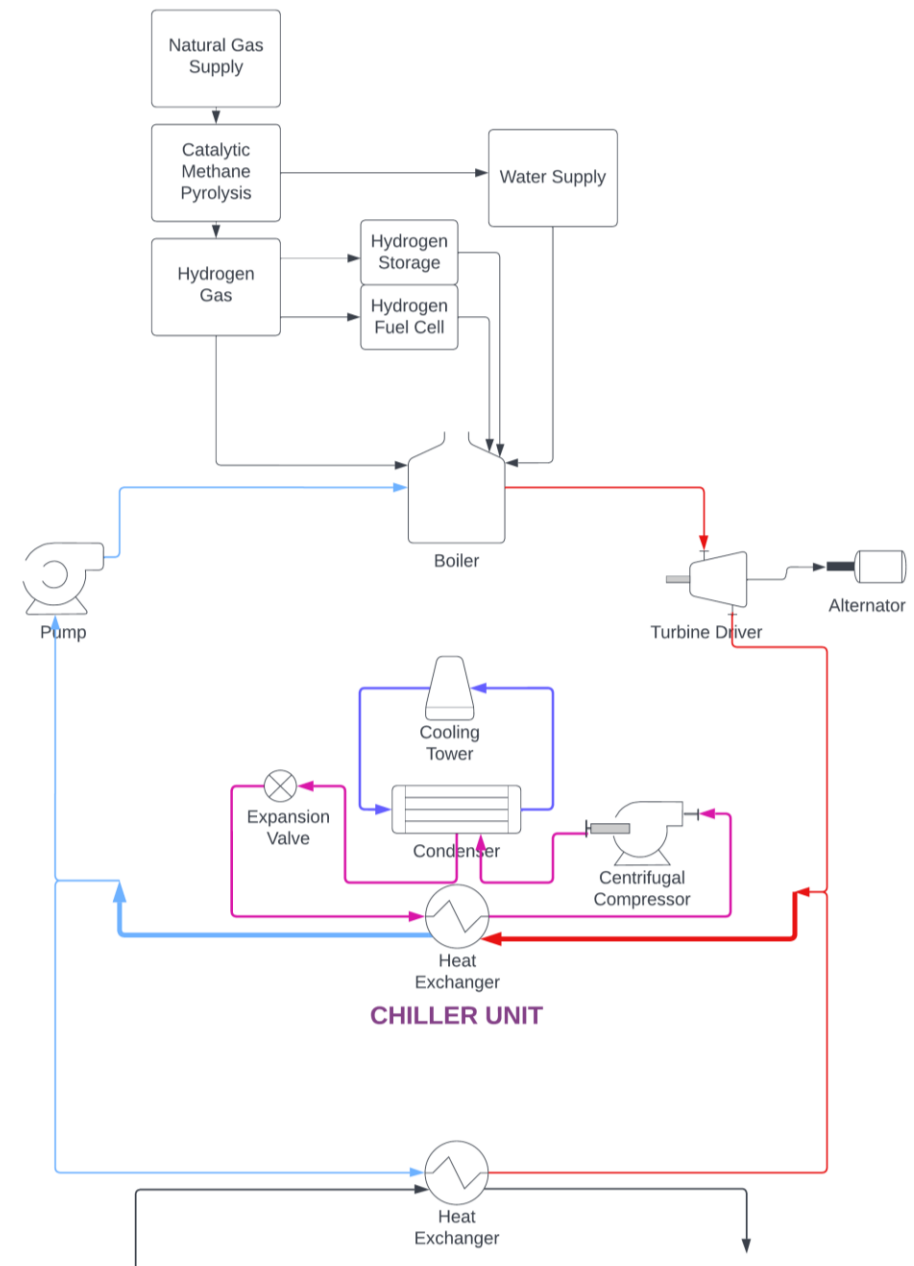 Natural Gas
Supply
Catalytic
Methane
Pyrolysis
Water Supply
Hydrogen
Storage
Hydrogen
Gas
Hydrogen
Fuel Cell
Boiler
Pump
Turbine Driver
Alternator
Cooling
Tower
Expansion
Valve
Condenser
Centrifugal
Compressor
Heat
Exchanger
CHILLER UNIT
Heat
Exchanger